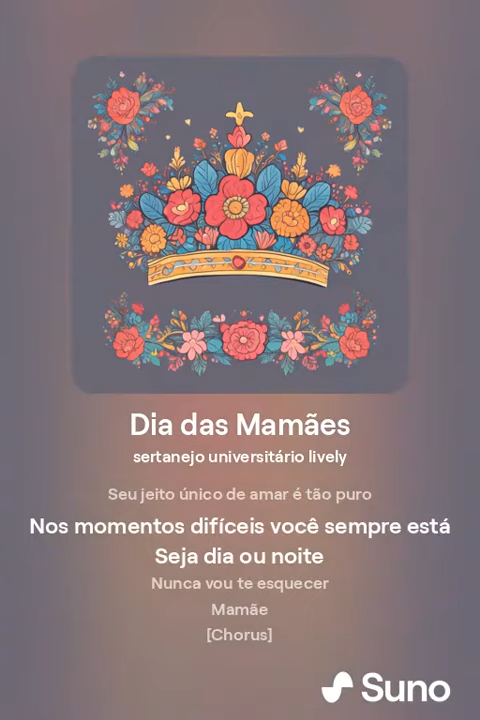 Dia das Mamães
sertanejo universitário lively
Seu jeito único de amar é tão puro
Nos momentos difíceis você sempre está
Seja dia ou noite
Nunca vou te esquecer
Mamãe
[Chorus]
Suno